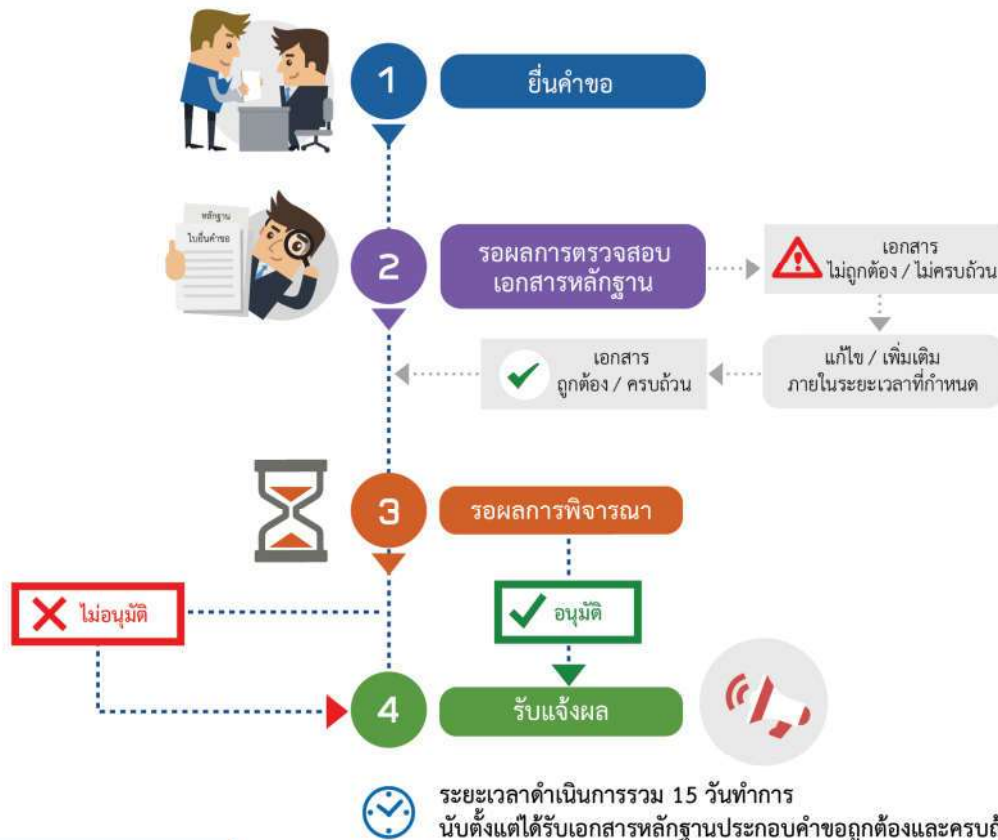 1
ยื่นคำขอ
หลักฐาน
ใบยื่นคำขอ
2
รอผลการตรวจสอบ
เอกสารหลักฐาน
เอกสาร
ไม่ถูกต้อง / ไม่ครบถ้วน
แก้ไข / เพิ่มเติม
ภายในระยะเวลาที่กำหนด
เอกสาร
ถูกต้อง / ครบถ้วน
3
รอผลการพิจารณา
ไม่อนุมัติ
อนุมัติ
4
รับแจ้งผล
ระยะเวลาดำเนินการรวม 15 วันทำการ
นับตั้งแต่ได้รับเอกสารหลักฐานประกอบคำขอถูกต้องและ